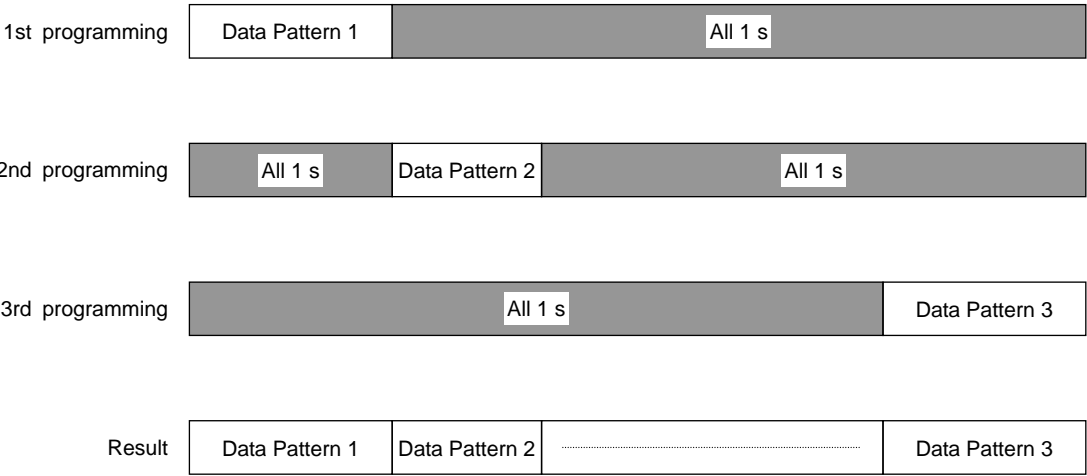 1st programming Data Pattern 1 All 1 s
2nd programming All 1 s Data Pattern 2 All 1 s
3rd programming All 1 s Data Pattern 3
Result Data Pattern 1 Data Pattern 2 Data Pattern 3